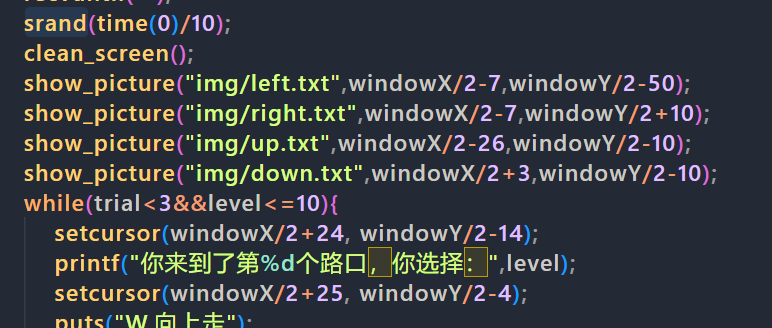 srand(time(0)/10);
clean_screen();
show_picture("img/left.txt",windowX/2-7,windowY/2-50);
show_picture("img/right.txt",windowX/2-7,windowY/2+10);
show_picture("img/up.txt",windowX/2-26,windowY/2-10);
show_picture("img/down.txt",windowX/2+3,windowY/2-10);
while(trial<3&&level<=10){
setcursor(windowX/2+24, windowY/2-14);
printf("你来到了第%d个路口，你选择：",level);
setcursor(windowX/2+25, windowY/2-4);
puts("W 向上走");